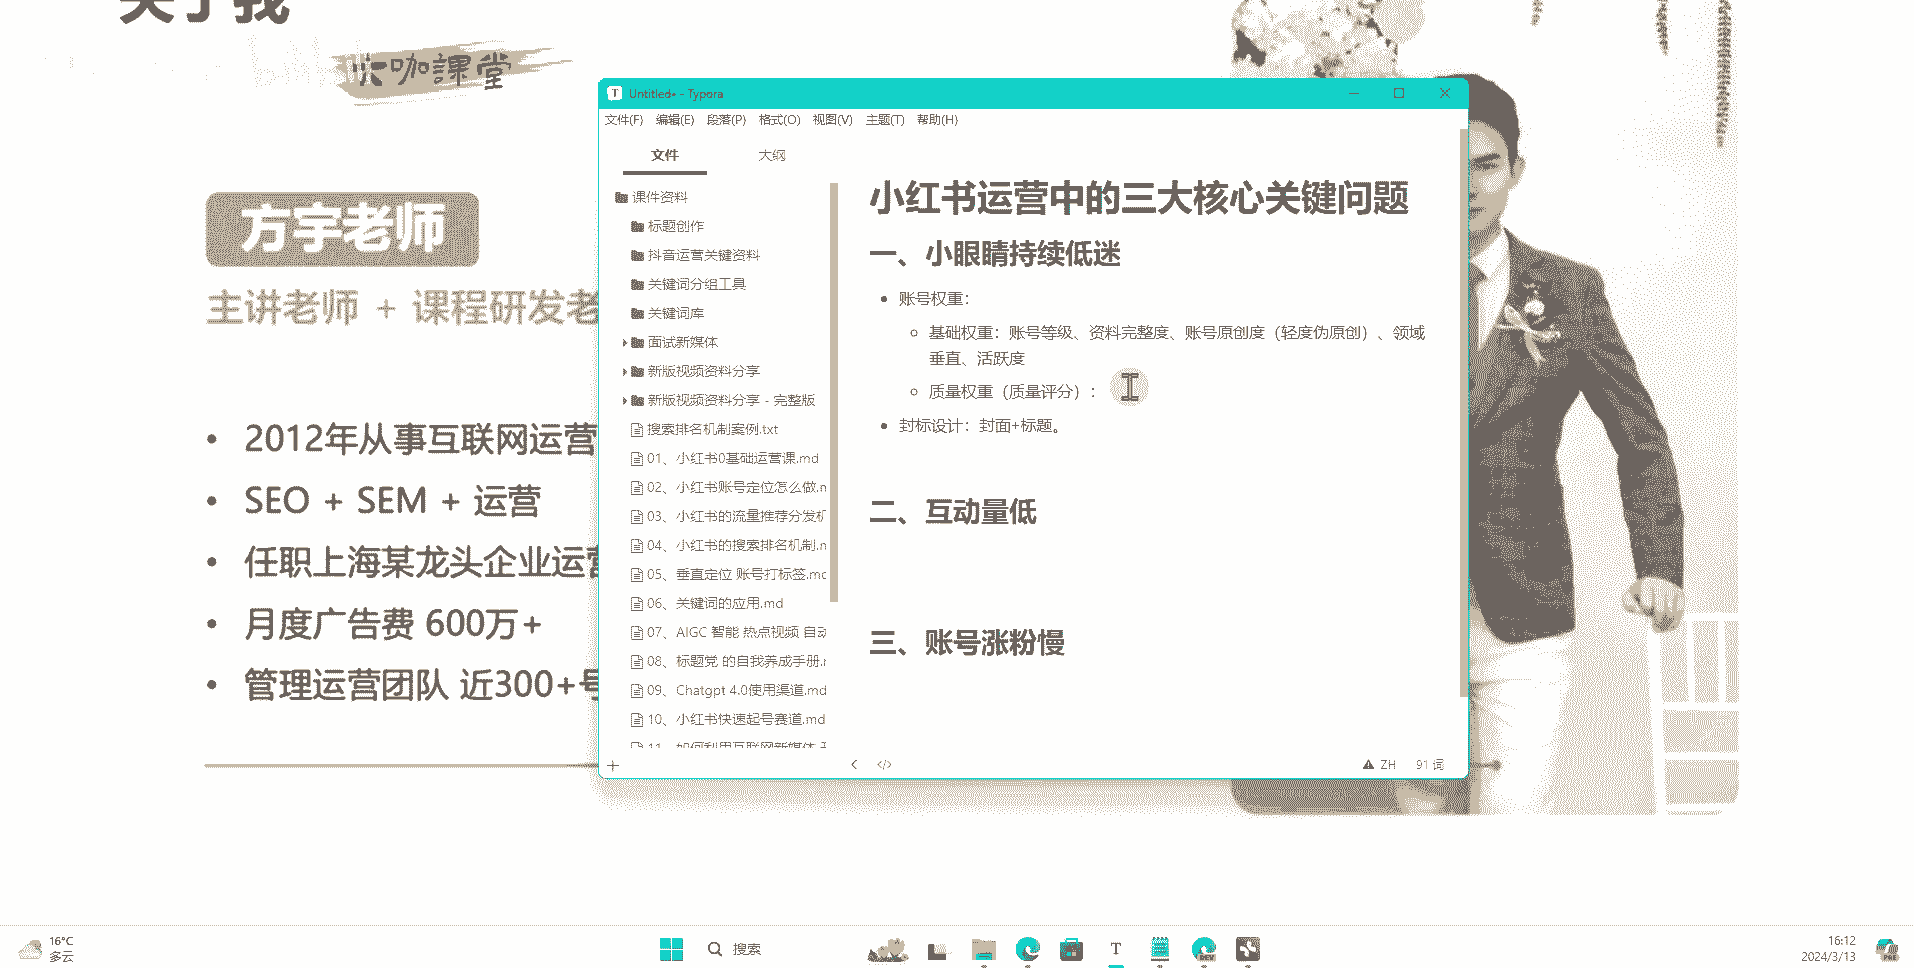 关于我
咔咖課堂
方宇老师
主讲老师 + 课程研发老
• 2012年从事互联网运营
• SEO + SEM + 运营
• 任职上海某龙头企业运营
• 月度广告费 600万+
• 管理运营团队 近300+号
Untitled• - Typora
文件(F) 编辑(E) 段落(P) 格式(O) 视图(V) 主题(T) 帮助(H)
文件 大纲
课件资料
标题创作
抖音运营关键资料
关键词分组工具
关键词库
面试新媒体
新版视频资料分享
新版视频资料分享 - 完整版
搜索排名机制案例.txt
01、小红书0基础运营课.md
02、小红书账号定位怎么做.m
03、小红书的流量推荐分发机
04、小红书的搜索排名机制.m
05、垂直定位 账号打标签.md
06、关键词的应用.md
07、AIGC 智能 热点视频 自动
08、标题党 的自我养成手册.m
09、Chatgpt 4.0使用渠道.md
10、小红书快速起号赛道.md
11、如何利用互联网新媒体
小红书运营中的三大核心关键问题
一、小眼睛持续低迷
• 账号权重：
○ 基础权重：账号等级、资料完整度、账号原创度（轻度伪原创）、领域
垂直、活跃度
○ 质量权重（质量评分）：
• 封标设计：封面+标题。
二、互动量低
三、账号涨粉慢
ZH 91 词
16°C
多云
搜索
16:12
2024/3/13